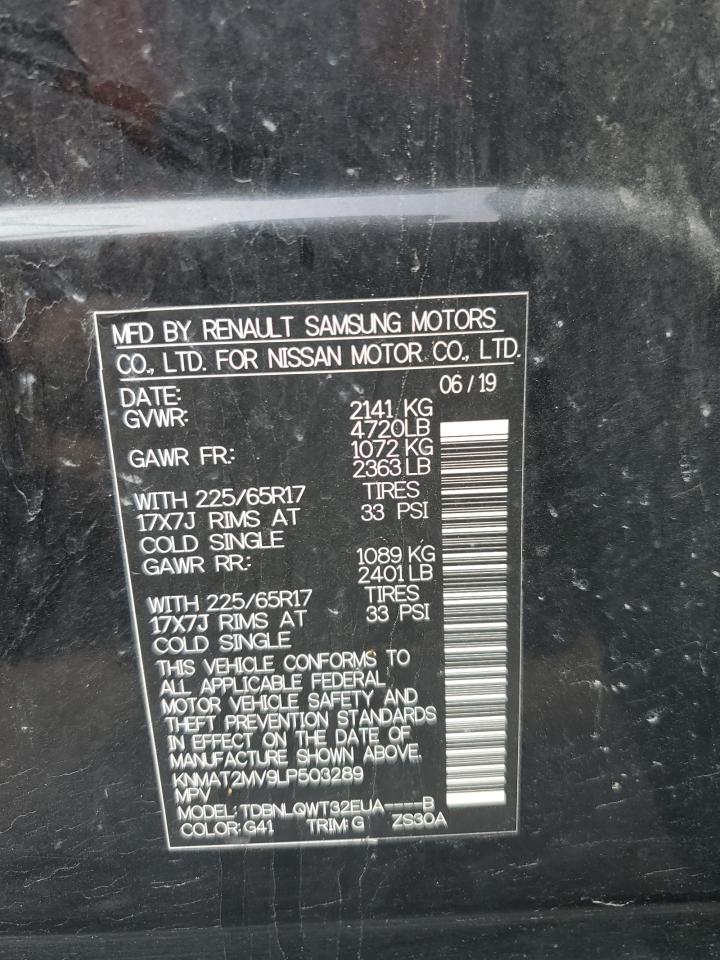 MFD BY RENAULT SAMSUNG MOTORS
CO., LTD. FOR NISSAN MOTOR CO., LTD.
DATE: 06/19
GVWR: 2141 KG
4720LB
GAWR FR.: 1072 KG
2363 LB
WITH 225/65R17 TIRES
17X7J RIMS AT 33 PSI
COLD SINGLE
GAWR RR.: 1089 KG
2401 LB
WITH 225/65R17 TIRES
17X7J RIMS AT 33 PSI
COLD SINGLE
THIS VEHICLE CONFORMS TO
ALL APPLICABLE FEDERAL
MOTOR VEHICLE SAFETY AND
THEFT PREVENTION STANDARDS
IN EFFECT ON THE DATE OF
MANUFACTURE SHOWN ABOVE.
KNMAT2MV9LP503289
MPV
MODEL: TDBNLQWT32EUA----B
COLOR: G41 TRIM: G ZS30A